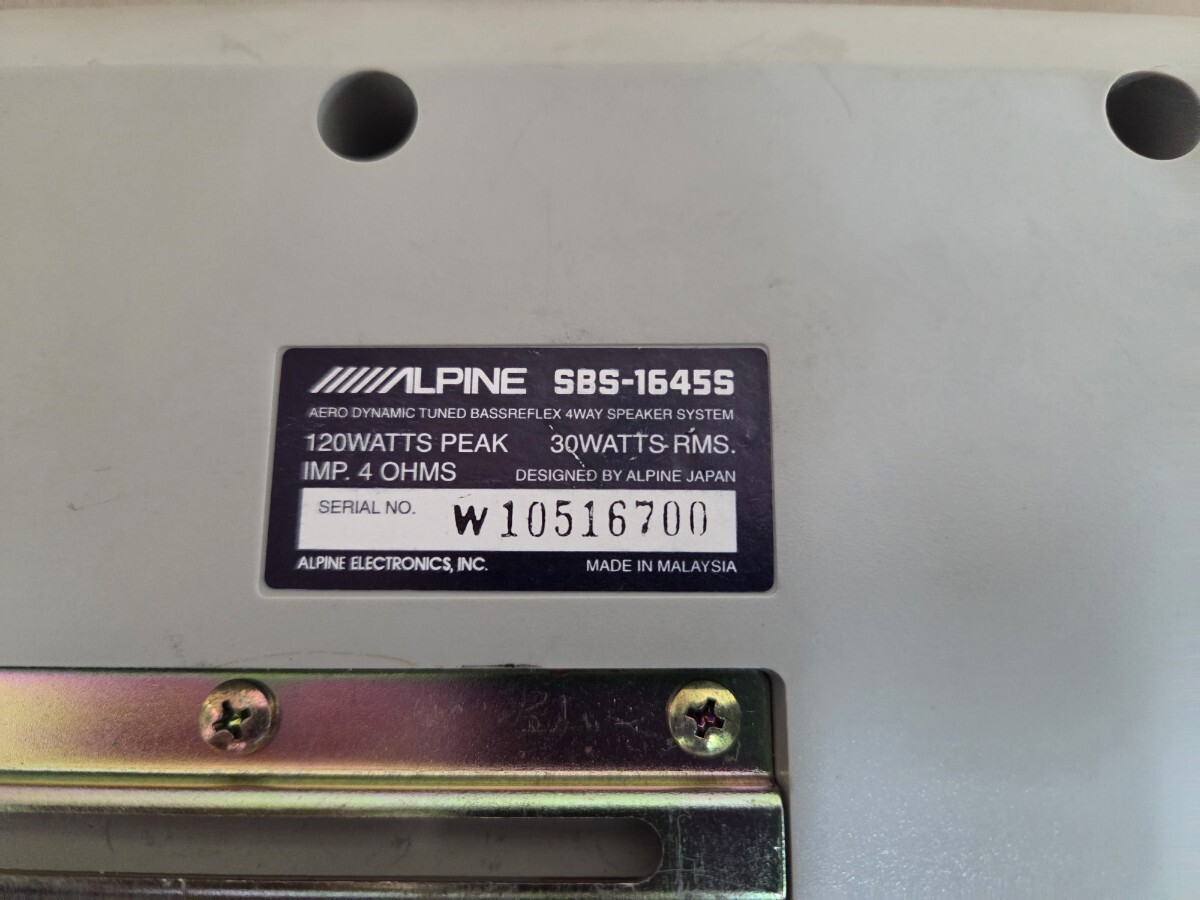 ALPINE SBS-1645S
AERO DYNAMIC TUNED BASSREFLEX 4WAY SPEAKER SYSTEM
120WATTS PEAK 30WATTS RMS.
IMP. 4 OHMS DESIGNED BY ALPINE JAPAN
SERIAL NO. W10516700
ALPINE ELECTRONICS, INC. MADE IN MALAYSIA